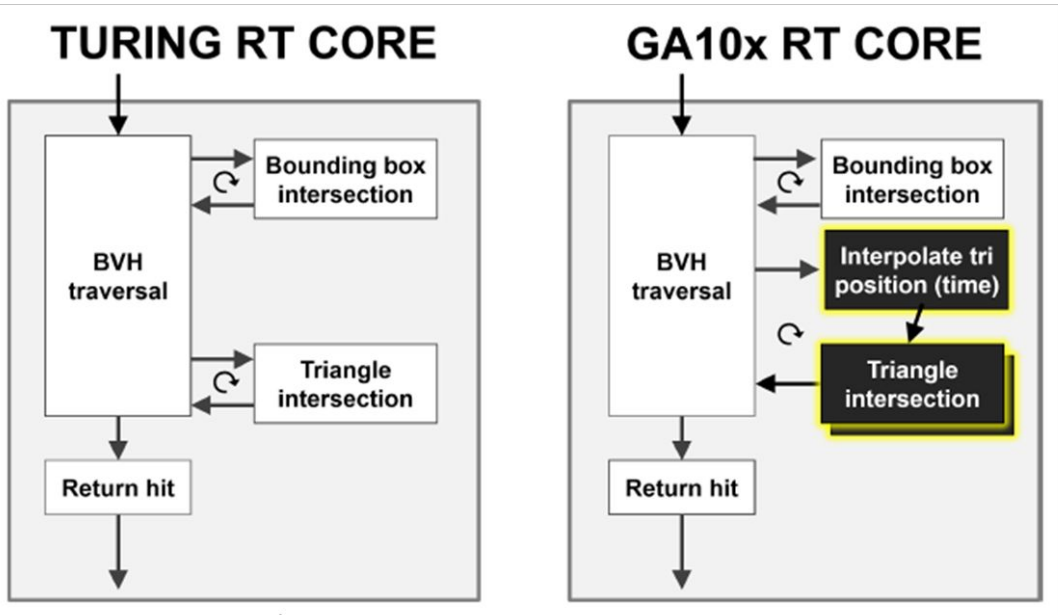 TURING RT CORE
BVH
traversal
Bounding box
intersection
Triangle
intersection
Return hit
GA10x RT CORE
BVH
traversal
Bounding box
intersection
Interpolate tri
position (time)
Triangle
intersection
Return hit